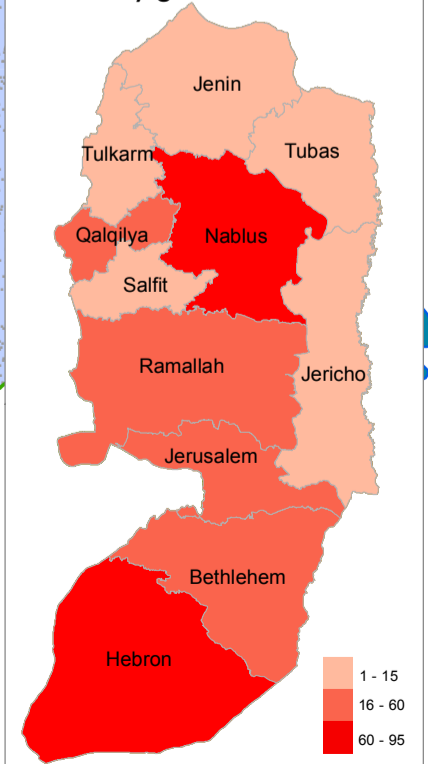 Jenin
Tulkarm
Tubas
Qalqilya
Nablus
Salfit
Ramallah
Jericho
Jerusalem
Bethlehem
Hebron
1 - 15
16 - 60
60 - 95